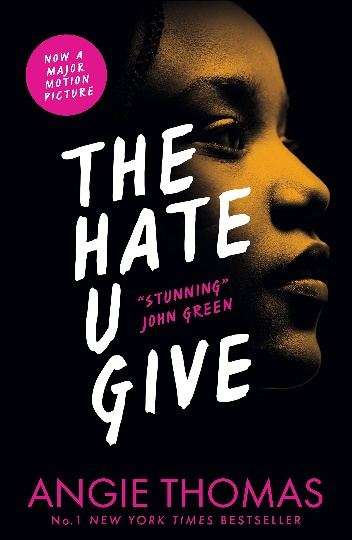 NOW A
MAJOR
MOTION
PICTURE
THE
HATE
U
"STUNNING"
JOHN GREEN
GIVE
ANGIE THOMAS
No.1 NEW YORK TIMES BESTSELLER